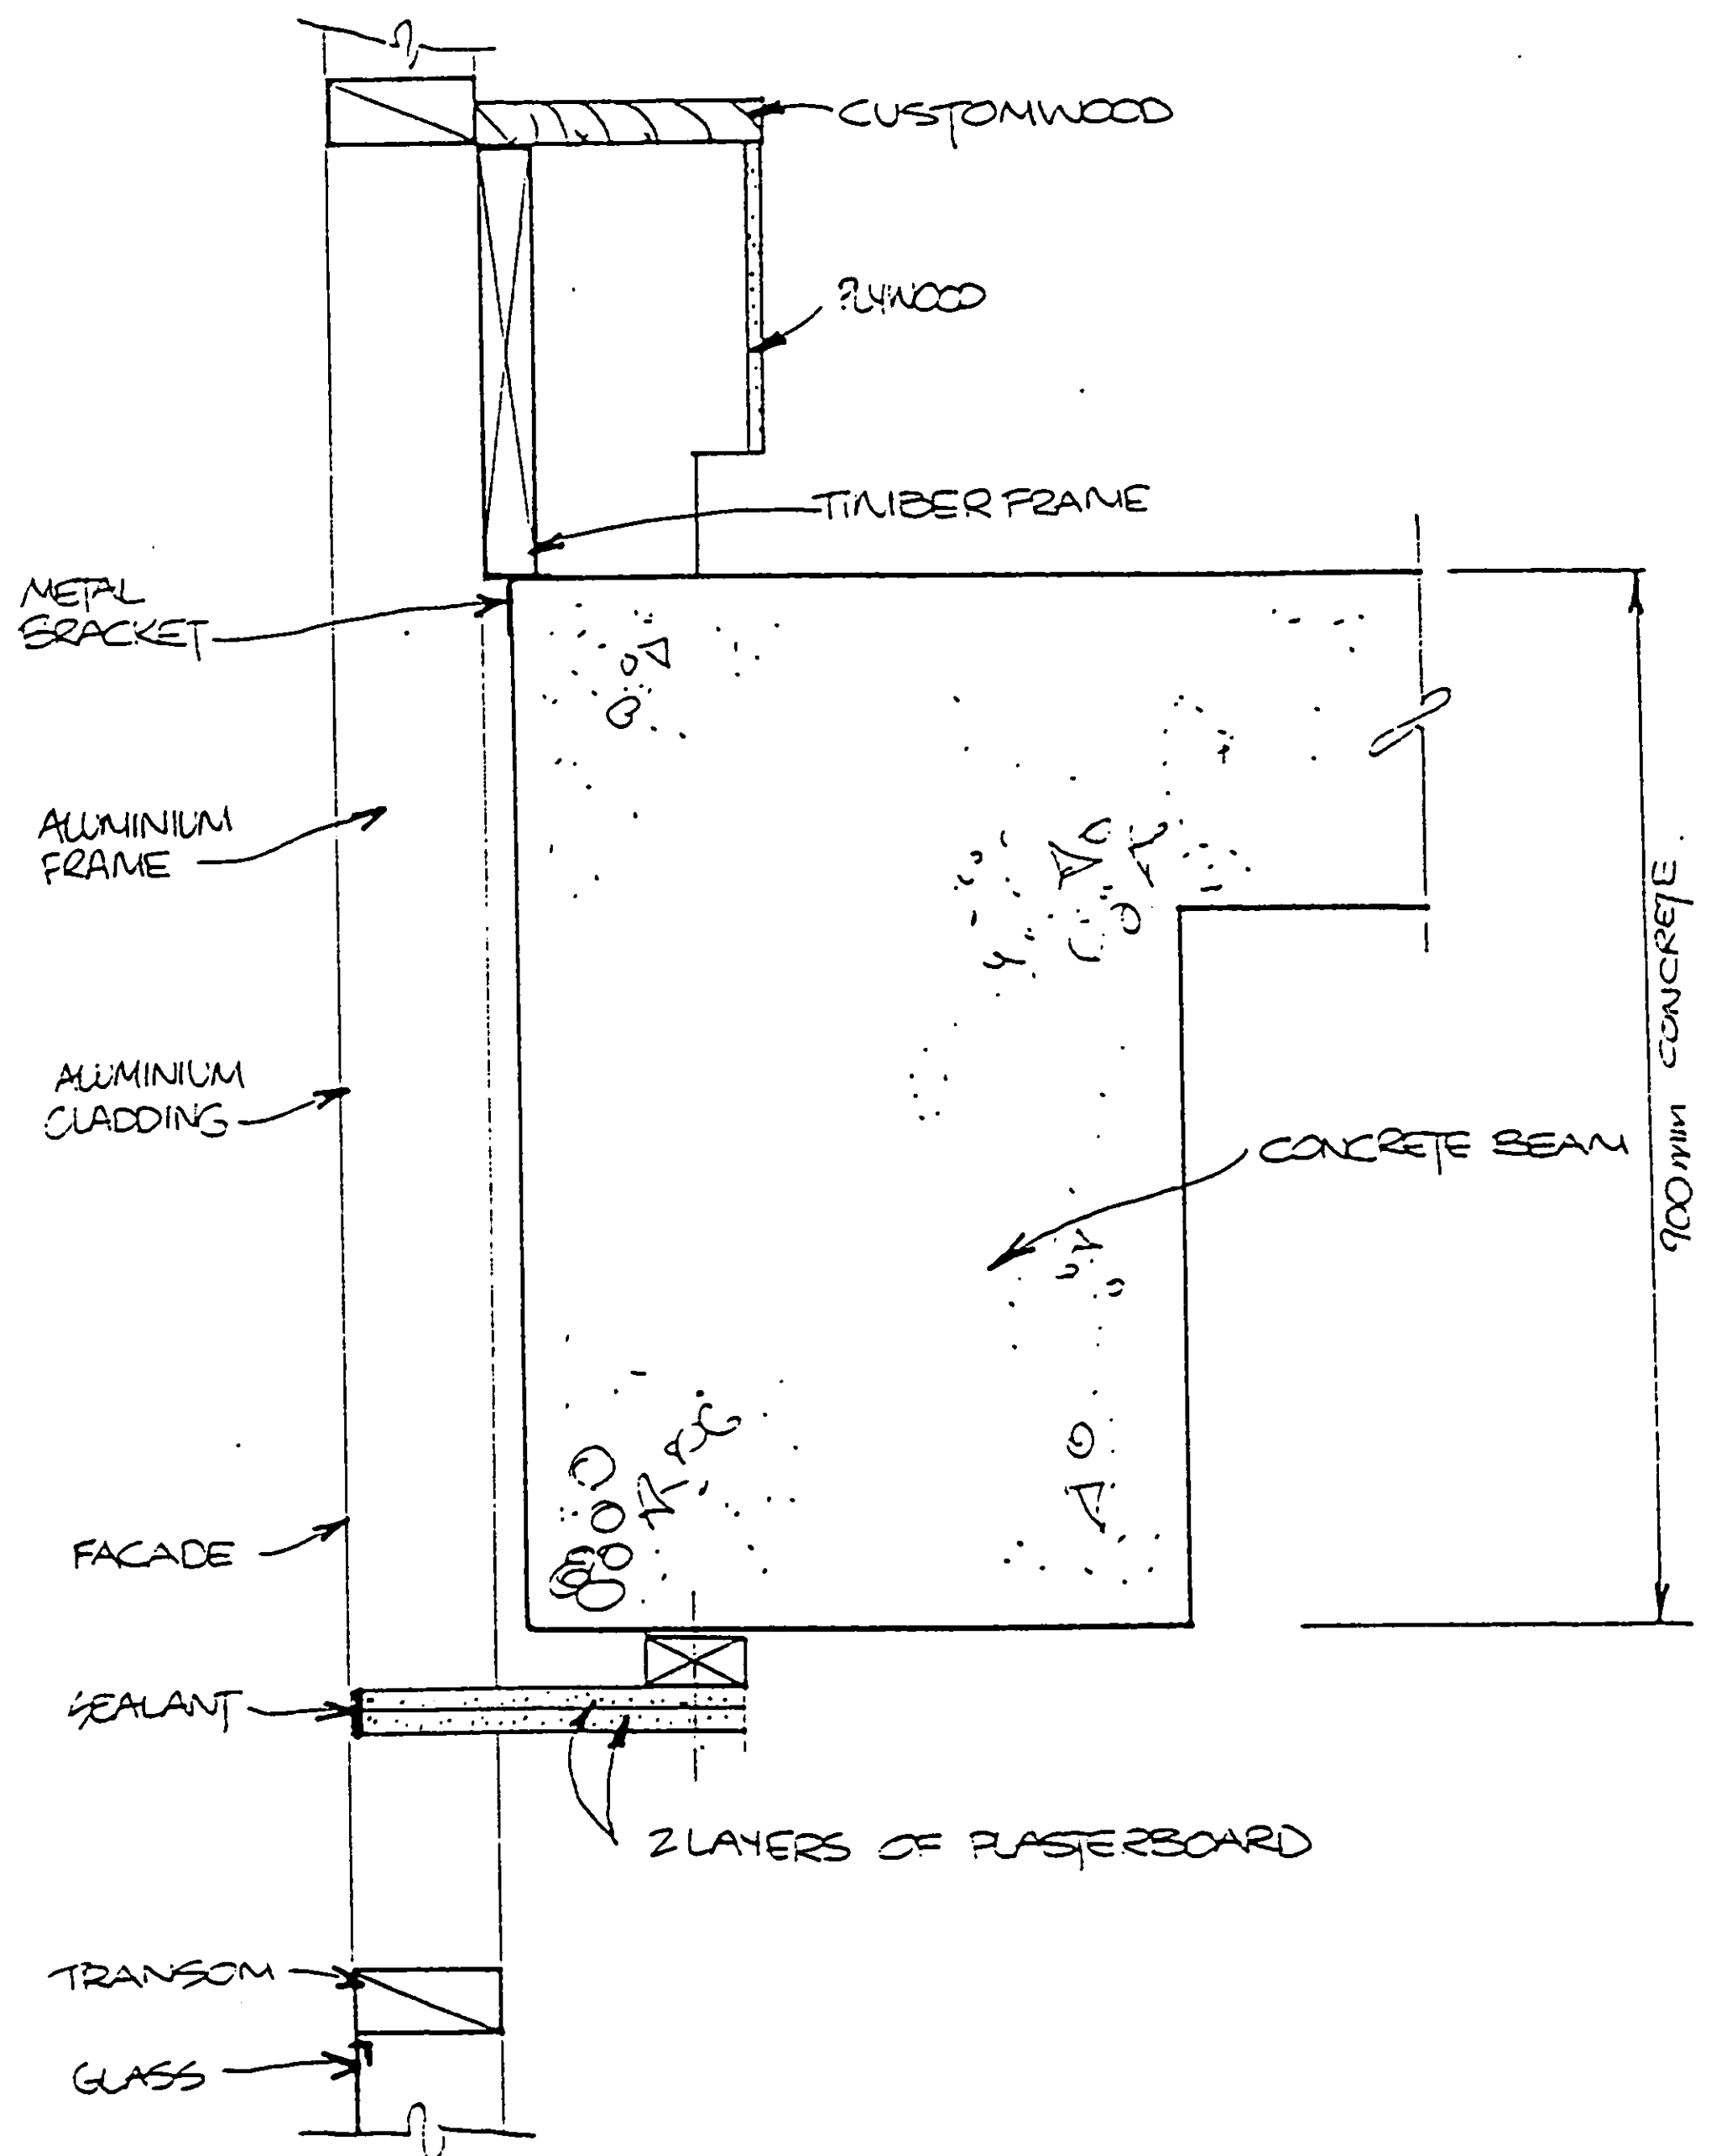 CUSTOMWOOD
PLYWOOD
TIMBER FRAME
METAL
BRACKET
ALUMINIUM
FRAME
900mm CONCRETE.
ALUMINIUM
CLADDING
CONCRETE BEAM
FACADE
SEALANT
2 LAYERS OF PLASTERBOARD
TRANSOM
GLASS